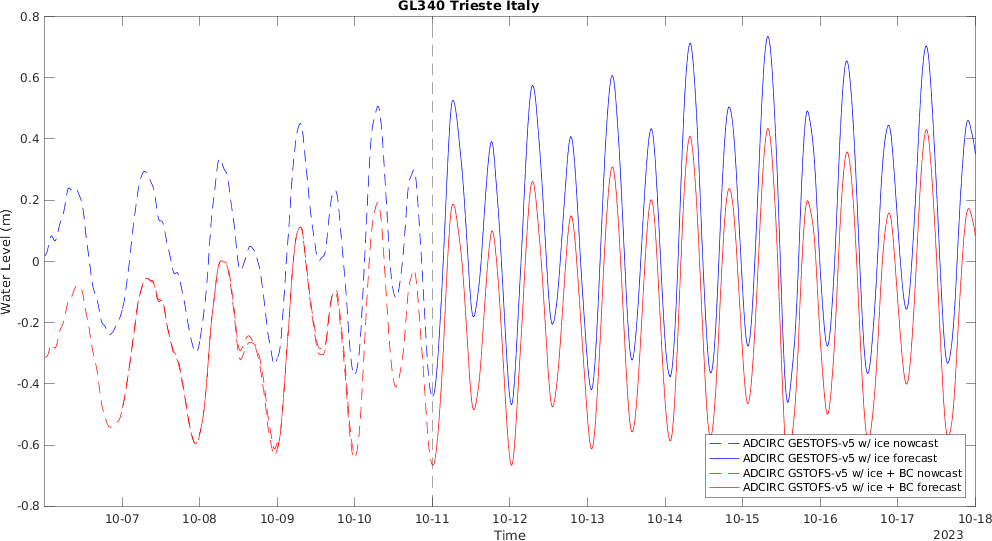 GL340 Trieste Italy
0.8
0.6
0.4
0.2
0
-0.2
-0.4
-0.6
-0.8
Water Level (m)
ADCIRC GESTOFS-v5 w/ ice nowcast
ADCIRC GESTOFS-v5 w/ ice forecast
ADCIRC GSTOFS-v5 w/ ice + BC nowcast
ADCIRC GSTOFS-v5 w/ ice + BC forecast
10-07 10-08 10-09 10-10 10-11 10-12 10-13 10-14 10-15 10-16 10-17 10-18
Time
2023